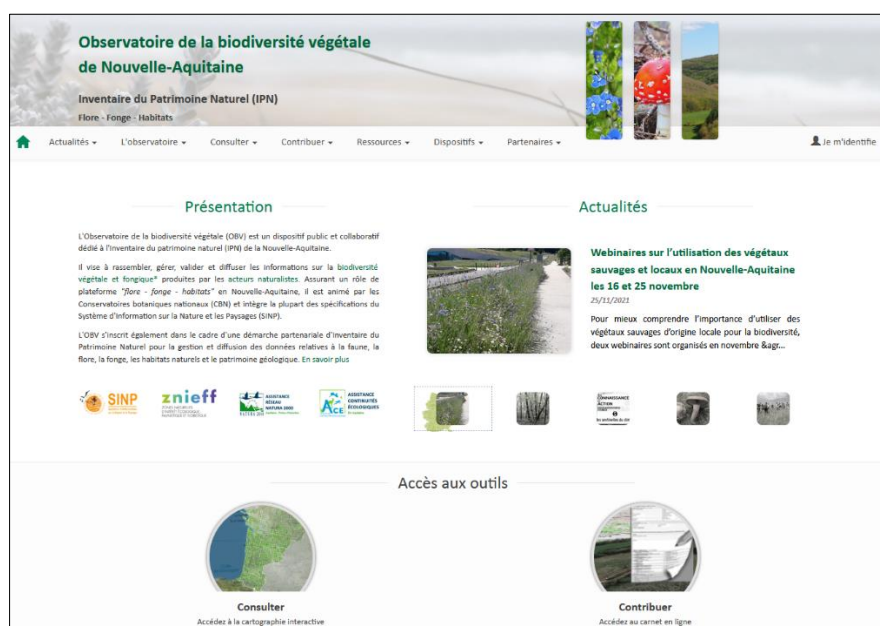 Observatoire de la biodiversité végétale
de Nouvelle-Aquitaine
Inventaire du Patrimoine Naturel (IPN)
Flore - Fonge - Habitats
Actualités
L'observatoire
Consulter
Contribuer
Ressources
Dispositifs
Partenaires
Je m'identifie
Présentation
L'Observatoire de la biodiversité végétale (OBV) est un dispositif public et collaboratif
dédié à l'Inventaire du patrimoine naturel (IPN) de la Nouvelle-Aquitaine.
Il vise à rassembler, gérer, valider et diffuser les informations sur la biodiversité
végétale et fongique* produites par les acteurs naturalistes. Assurant un rôle de
plateforme "flore - fonge - habitats" en Nouvelle-Aquitaine, il est animé par les
Conservatoires botaniques nationaux (CBN) et intègre la plupart des spécifications du
Système d'Information sur la Nature et les Paysages (SINP).
L'OBV s'inscrit également dans le cadre d'une démarche partenariale d'Inventaire du
Patrimoine Naturel pour la gestion et diffusion des données relatives à la faune, la
flore, la fonge, les habitats naturels et le patrimoine géologique. En savoir plus
SINP
znieff
ASSISTANCE
RÉSEAU
NATURA 2000
ACE
ASSISTANCE
CONTINUITÉS
ÉCOLOGIQUES
Actualités
Webinaires sur l'utilisation des végétaux
sauvages et locaux en Nouvelle-Aquitaine
les 16 et 25 novembre
25/11/2021
Pour mieux comprendre l'importance d'utiliser des
végétaux sauvages d'origine locale pour la biodiversité,
deux webinaires sont organisés en novembre &agr...
CONNAISSANCE
ACTION
Accès aux outils
Consulter
Accédez à la cartographie interactive
Contribuer
Accédez au carnet en ligne